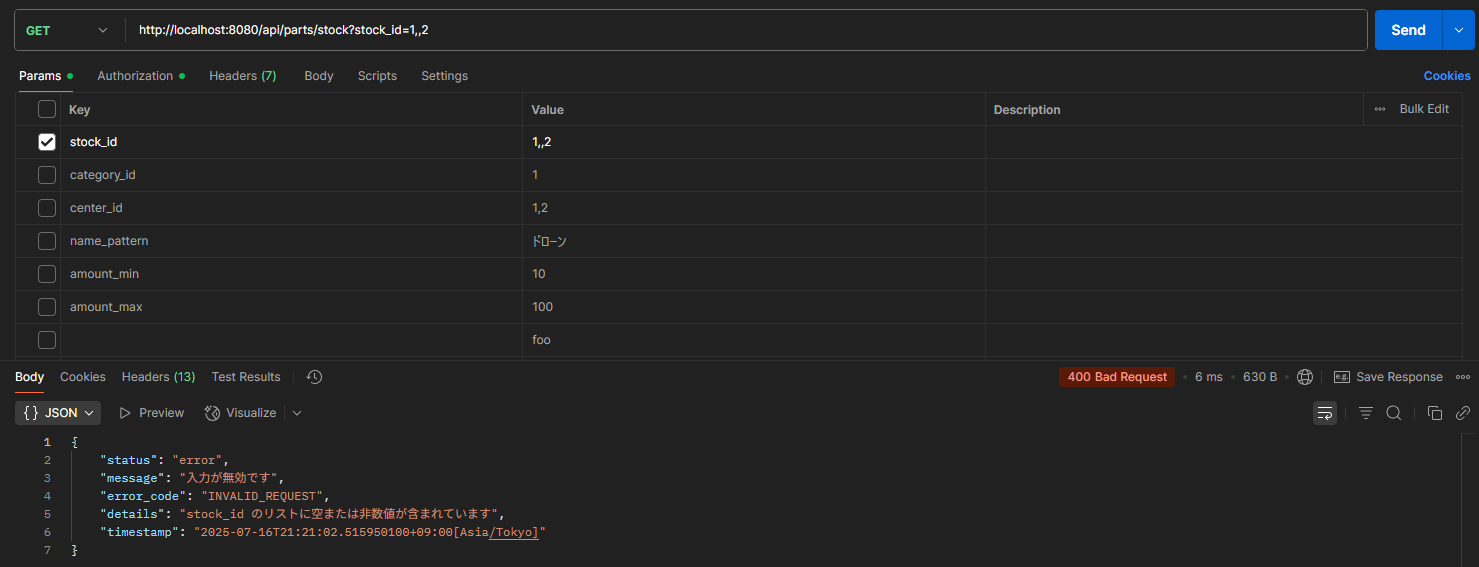 GET http://localhost:8080/api/parts/stock?stock_id=1,,2 Send
Params Authorization Headers (7) Body Scripts Settings Cookies
Key Value Description Bulk Edit
stock_id 1,,2
category_id 1
center_id 1,2
name_pattern ドローン
amount_min 10
amount_max 100
foo
Body Cookies Headers (13) Test Results 400 Bad Request 6 ms 630 B e.g. Save Response
{} JSON Preview Visualize
1 {
2 "status": "error",
3 "message": "入力が無効です",
4 "error_code": "INVALID_REQUEST",
5 "details": "stock_id のリストに空または非数値が含まれています",
6 "timestamp": "2025-07-16T21:21:02.515950100+09:00[Asia/Tokyo]"
7 }